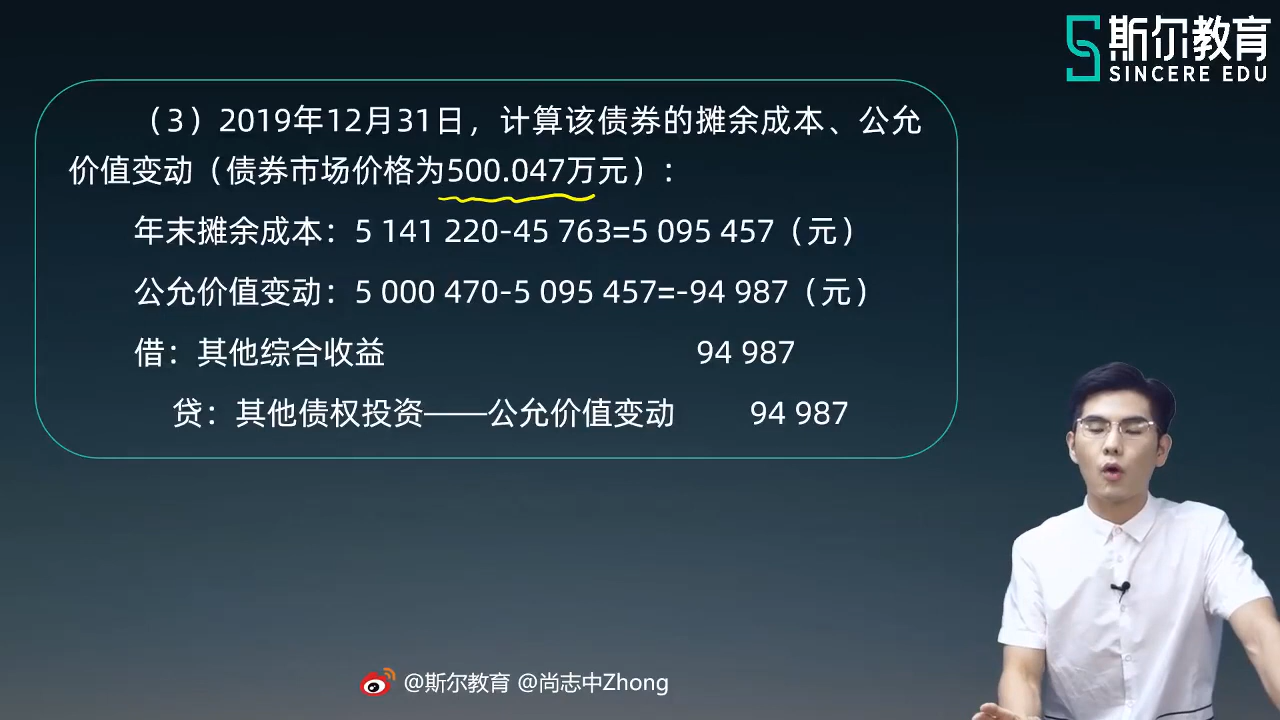 斯尔教育
SINCERE EDU
（3）2019年12月31日，计算该债券的摊余成本、公允
价值变动（债券市场价格为500.047万元）：
年末摊余成本：5 141 220-45 763=5 095 457（元）
公允价值变动：5 000 470-5 095 457=-94 987（元）
借：其他综合收益 94 987
贷：其他债权投资——公允价值变动 94 987
@斯尔教育 @尚志中Zhong